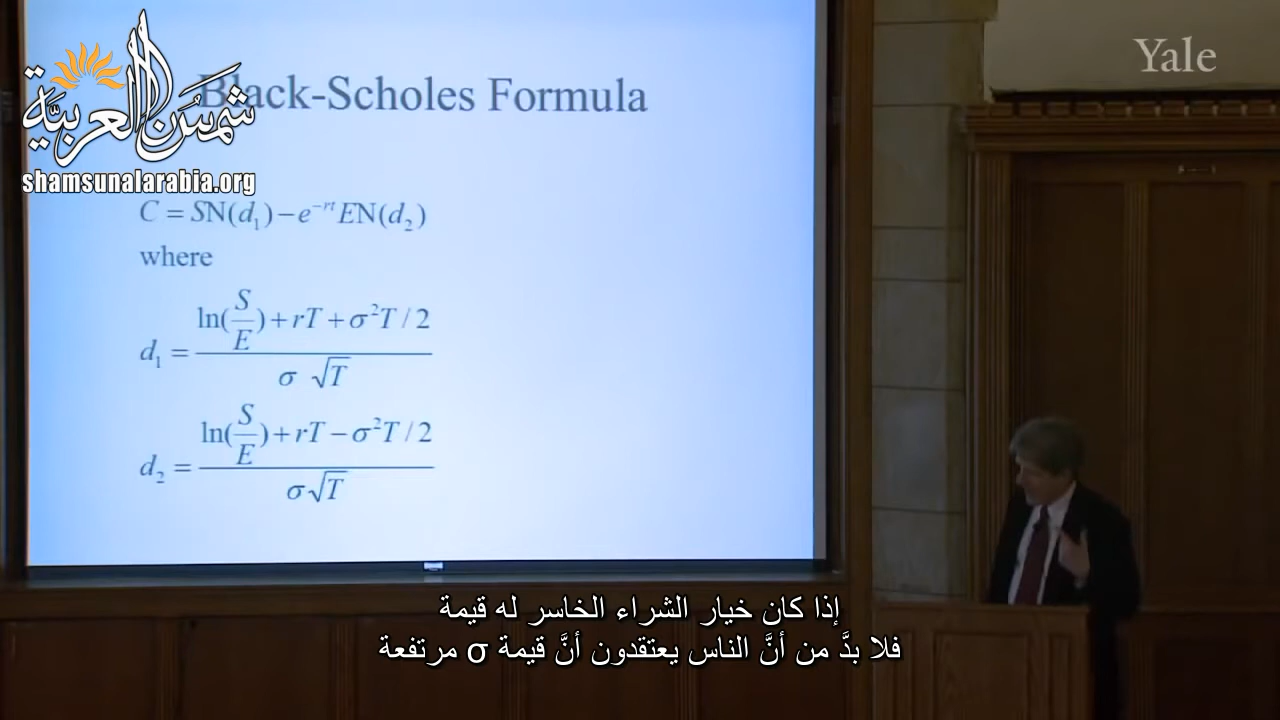 Yale
شمس العربية
shamsunalarabia.org
Black-Scholes Formula
C = SN(d₁) − e⁻ʳᵗEN(d₂)
where
d₁ = (ln(S/E) + rT + σ²T / 2) / (σ √T)
d₂ = (ln(S/E) + rT − σ²T / 2) / (σ√T)
إذا كان خيار الشراء الخاسر له قيمة
فلا بدَّ من أنَّ الناس يعتقدون أنَّ قيمة σ مرتفعة